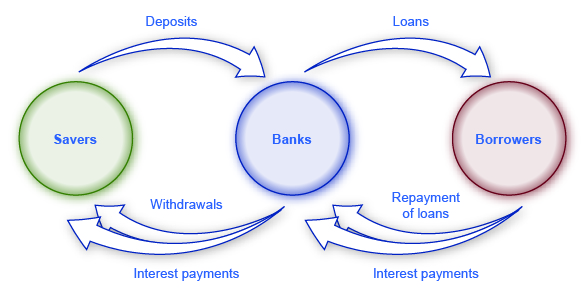 Deposits
Loans
Savers
Banks
Borrowers
Withdrawals
Repayment
of loans
Interest payments
Interest payments